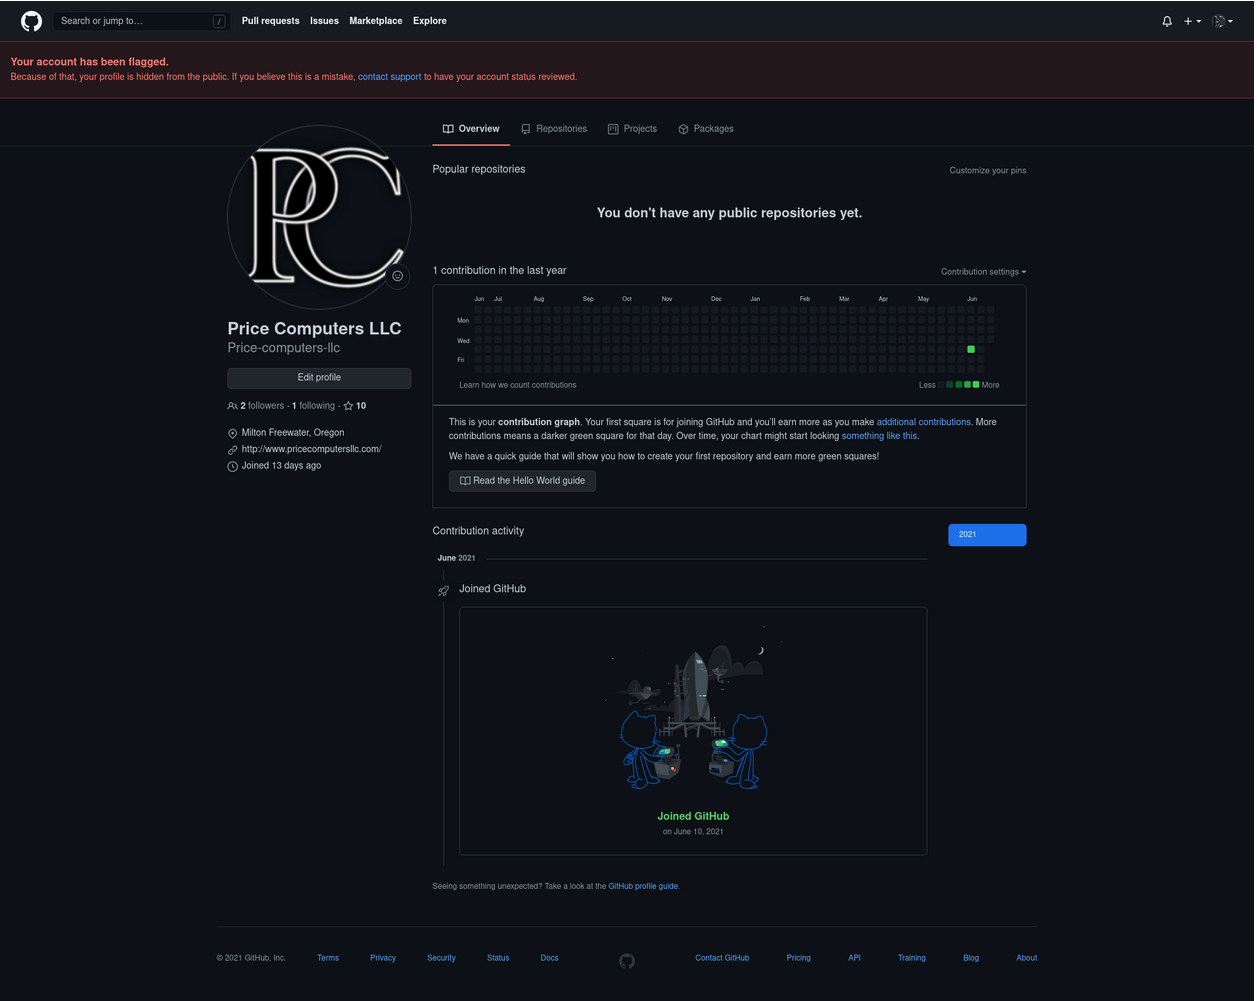 Search or jump to…
/
Pull requests
Issues
Marketplace
Explore
Your account has been flagged.
Because of that, your profile is hidden from the public. If you believe this is a mistake, contact support to have your account status reviewed.
Overview
Repositories
Projects
Packages
PC
Price Computers LLC
Price-computers-llc
Edit profile
2 followers · 1 following · 10
Milton Freewater, Oregon
http://www.pricecomputersllc.com/
Joined 13 days ago
Popular repositories
Customize your pins
You don't have any public repositories yet.
1 contribution in the last year
Contribution settings
Jun Jul Aug Sep Oct Nov Dec Jan Feb Mar Apr May Jun
Mon
Wed
Fri
Learn how we count contributions
Less
More
This is your contribution graph. Your first square is for joining GitHub and you'll earn more as you make additional contributions. More
contributions means a darker green square for that day. Over time, your chart might start looking something like this.
We have a quick guide that will show you how to create your first repository and earn more green squares!
Read the Hello World guide
Contribution activity
2021
June 2021
Joined GitHub
Joined GitHub
on June 10, 2021
Seeing something unexpected? Take a look at the GitHub profile guide.
© 2021 GitHub, Inc.
Terms
Privacy
Security
Status
Docs
Contact GitHub
Pricing
API
Training
Blog
About